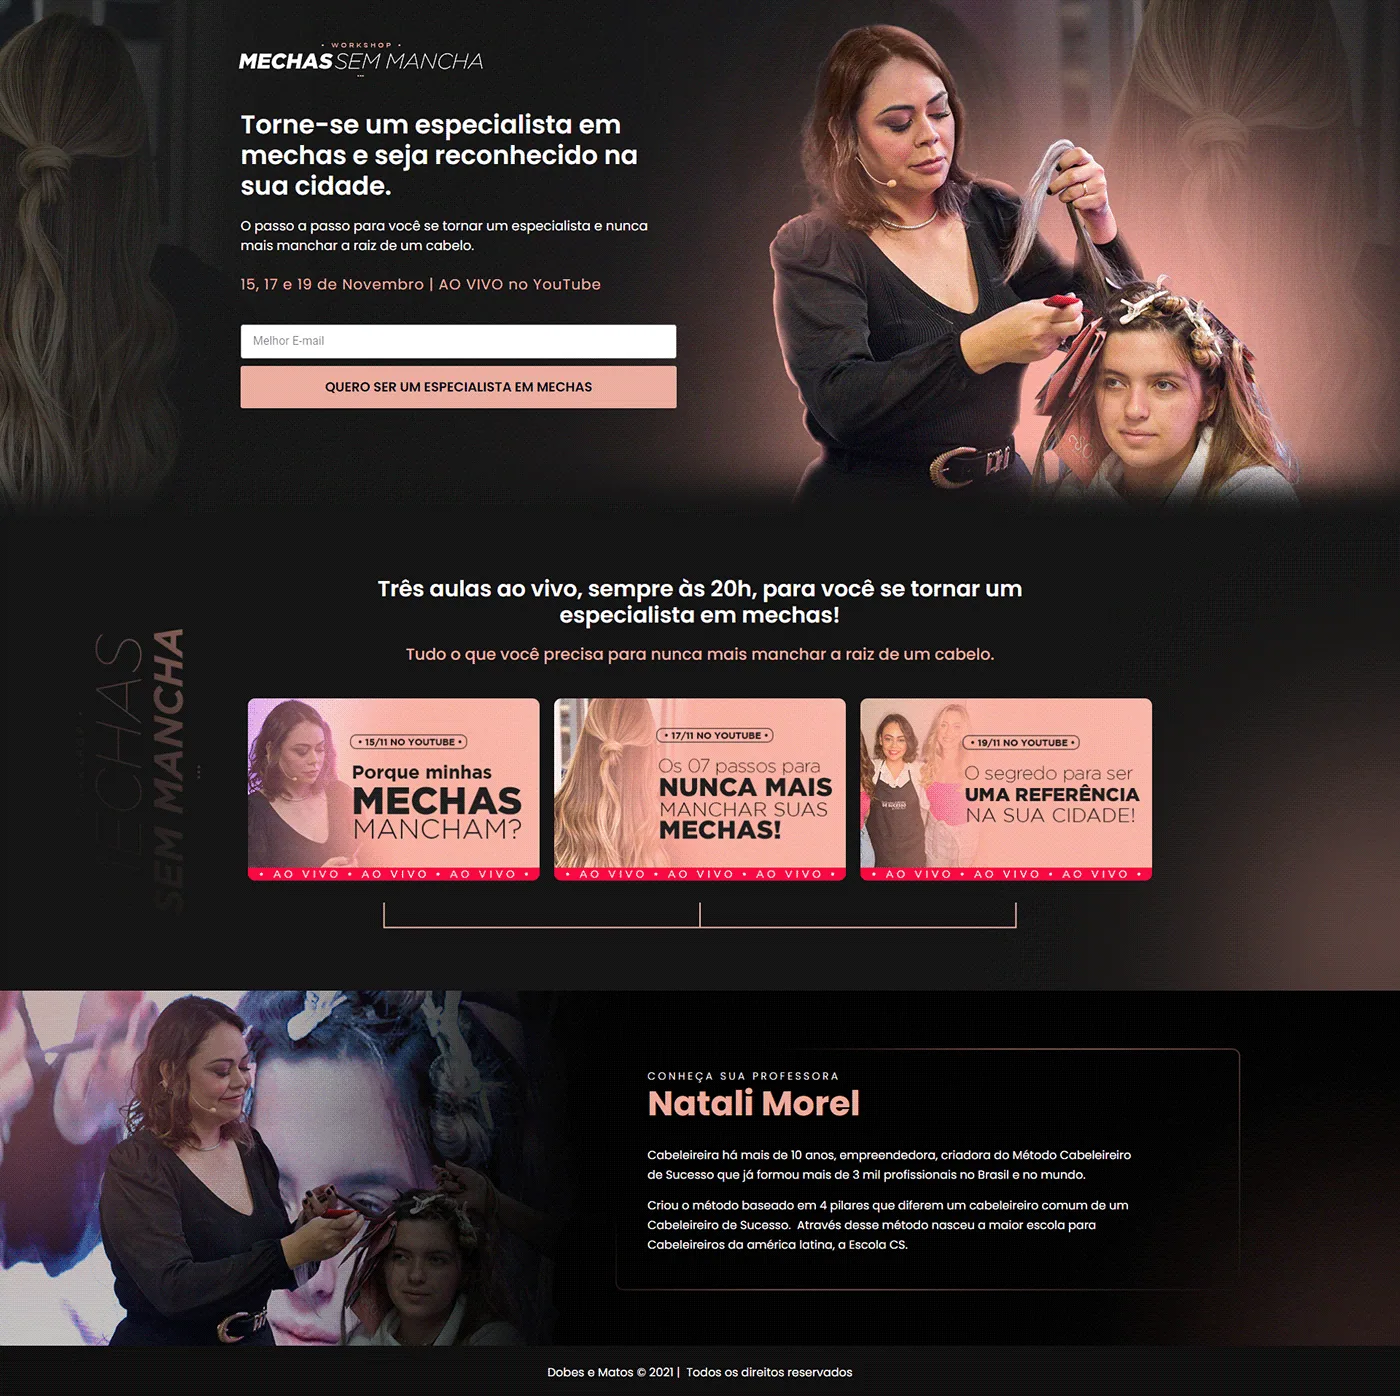 • WORKSHOP •
MECHAS SEM MANCHA
Torne-se um especialista em
mechas e seja reconhecido na
sua cidade.
O passo a passo para você se tornar um especialista e nunca
mais manchar a raiz de um cabelo.
15, 17 e 19 de Novembro | AO VIVO no YouTube
Melhor E-mail
QUERO SER UM ESPECIALISTA EM MECHAS
Três aulas ao vivo, sempre às 20h, para você se tornar um
especialista em mechas!
Tudo o que você precisa para nunca mais manchar a raiz de um cabelo.
MECHAS
SEM MANCHA
• 15/11 NO YOUTUBE •
Porque minhas
MECHAS
MANCHAM?
• AO VIVO • AO VIVO • AO VIVO •
• 17/11 NO YOUTUBE •
Os 07 passos para
NUNCA MAIS
MANCHAR SUAS
MECHAS!
• AO VIVO • AO VIVO • AO VIVO •
• 19/11 NO YOUTUBE •
O segredo para ser
UMA REFERÊNCIA
NA SUA CIDADE!
• AO VIVO • AO VIVO • AO VIVO •
CONHEÇA SUA PROFESSORA
Natali Morel
Cabeleireira há mais de 10 anos, empreendedora, criadora do Método Cabeleireiro
de Sucesso que já formou mais de 3 mil profissionais no Brasil e no mundo.
Criou o método baseado em 4 pilares que diferem um cabeleireiro comum de um
Cabeleireiro de Sucesso.  Através desse método nasceu a maior escola para
Cabeleireiros da américa latina, a Escola CS.
Dobes e Matos © 2021 |  Todos os direitos reservados